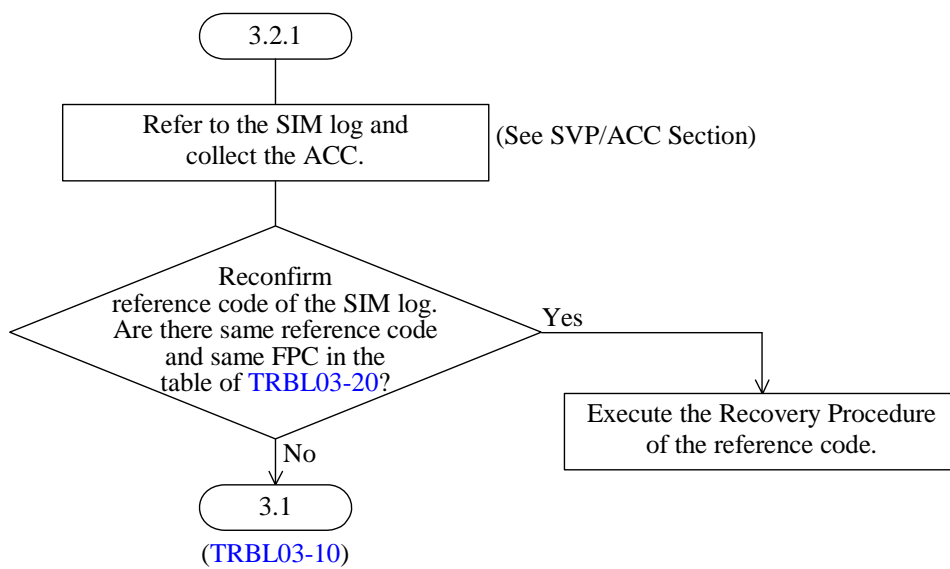 3.2.1
Refer to the SIM log and
collect the ACC.
(See SVP/ACC Section)
Reconfirm
reference code of the SIM log.
Are there same reference code
and same FPC in the
table of TRBL03-20?
Yes
Execute the Recovery Procedure
of the reference code.
No
3.1
(TRBL03-10)